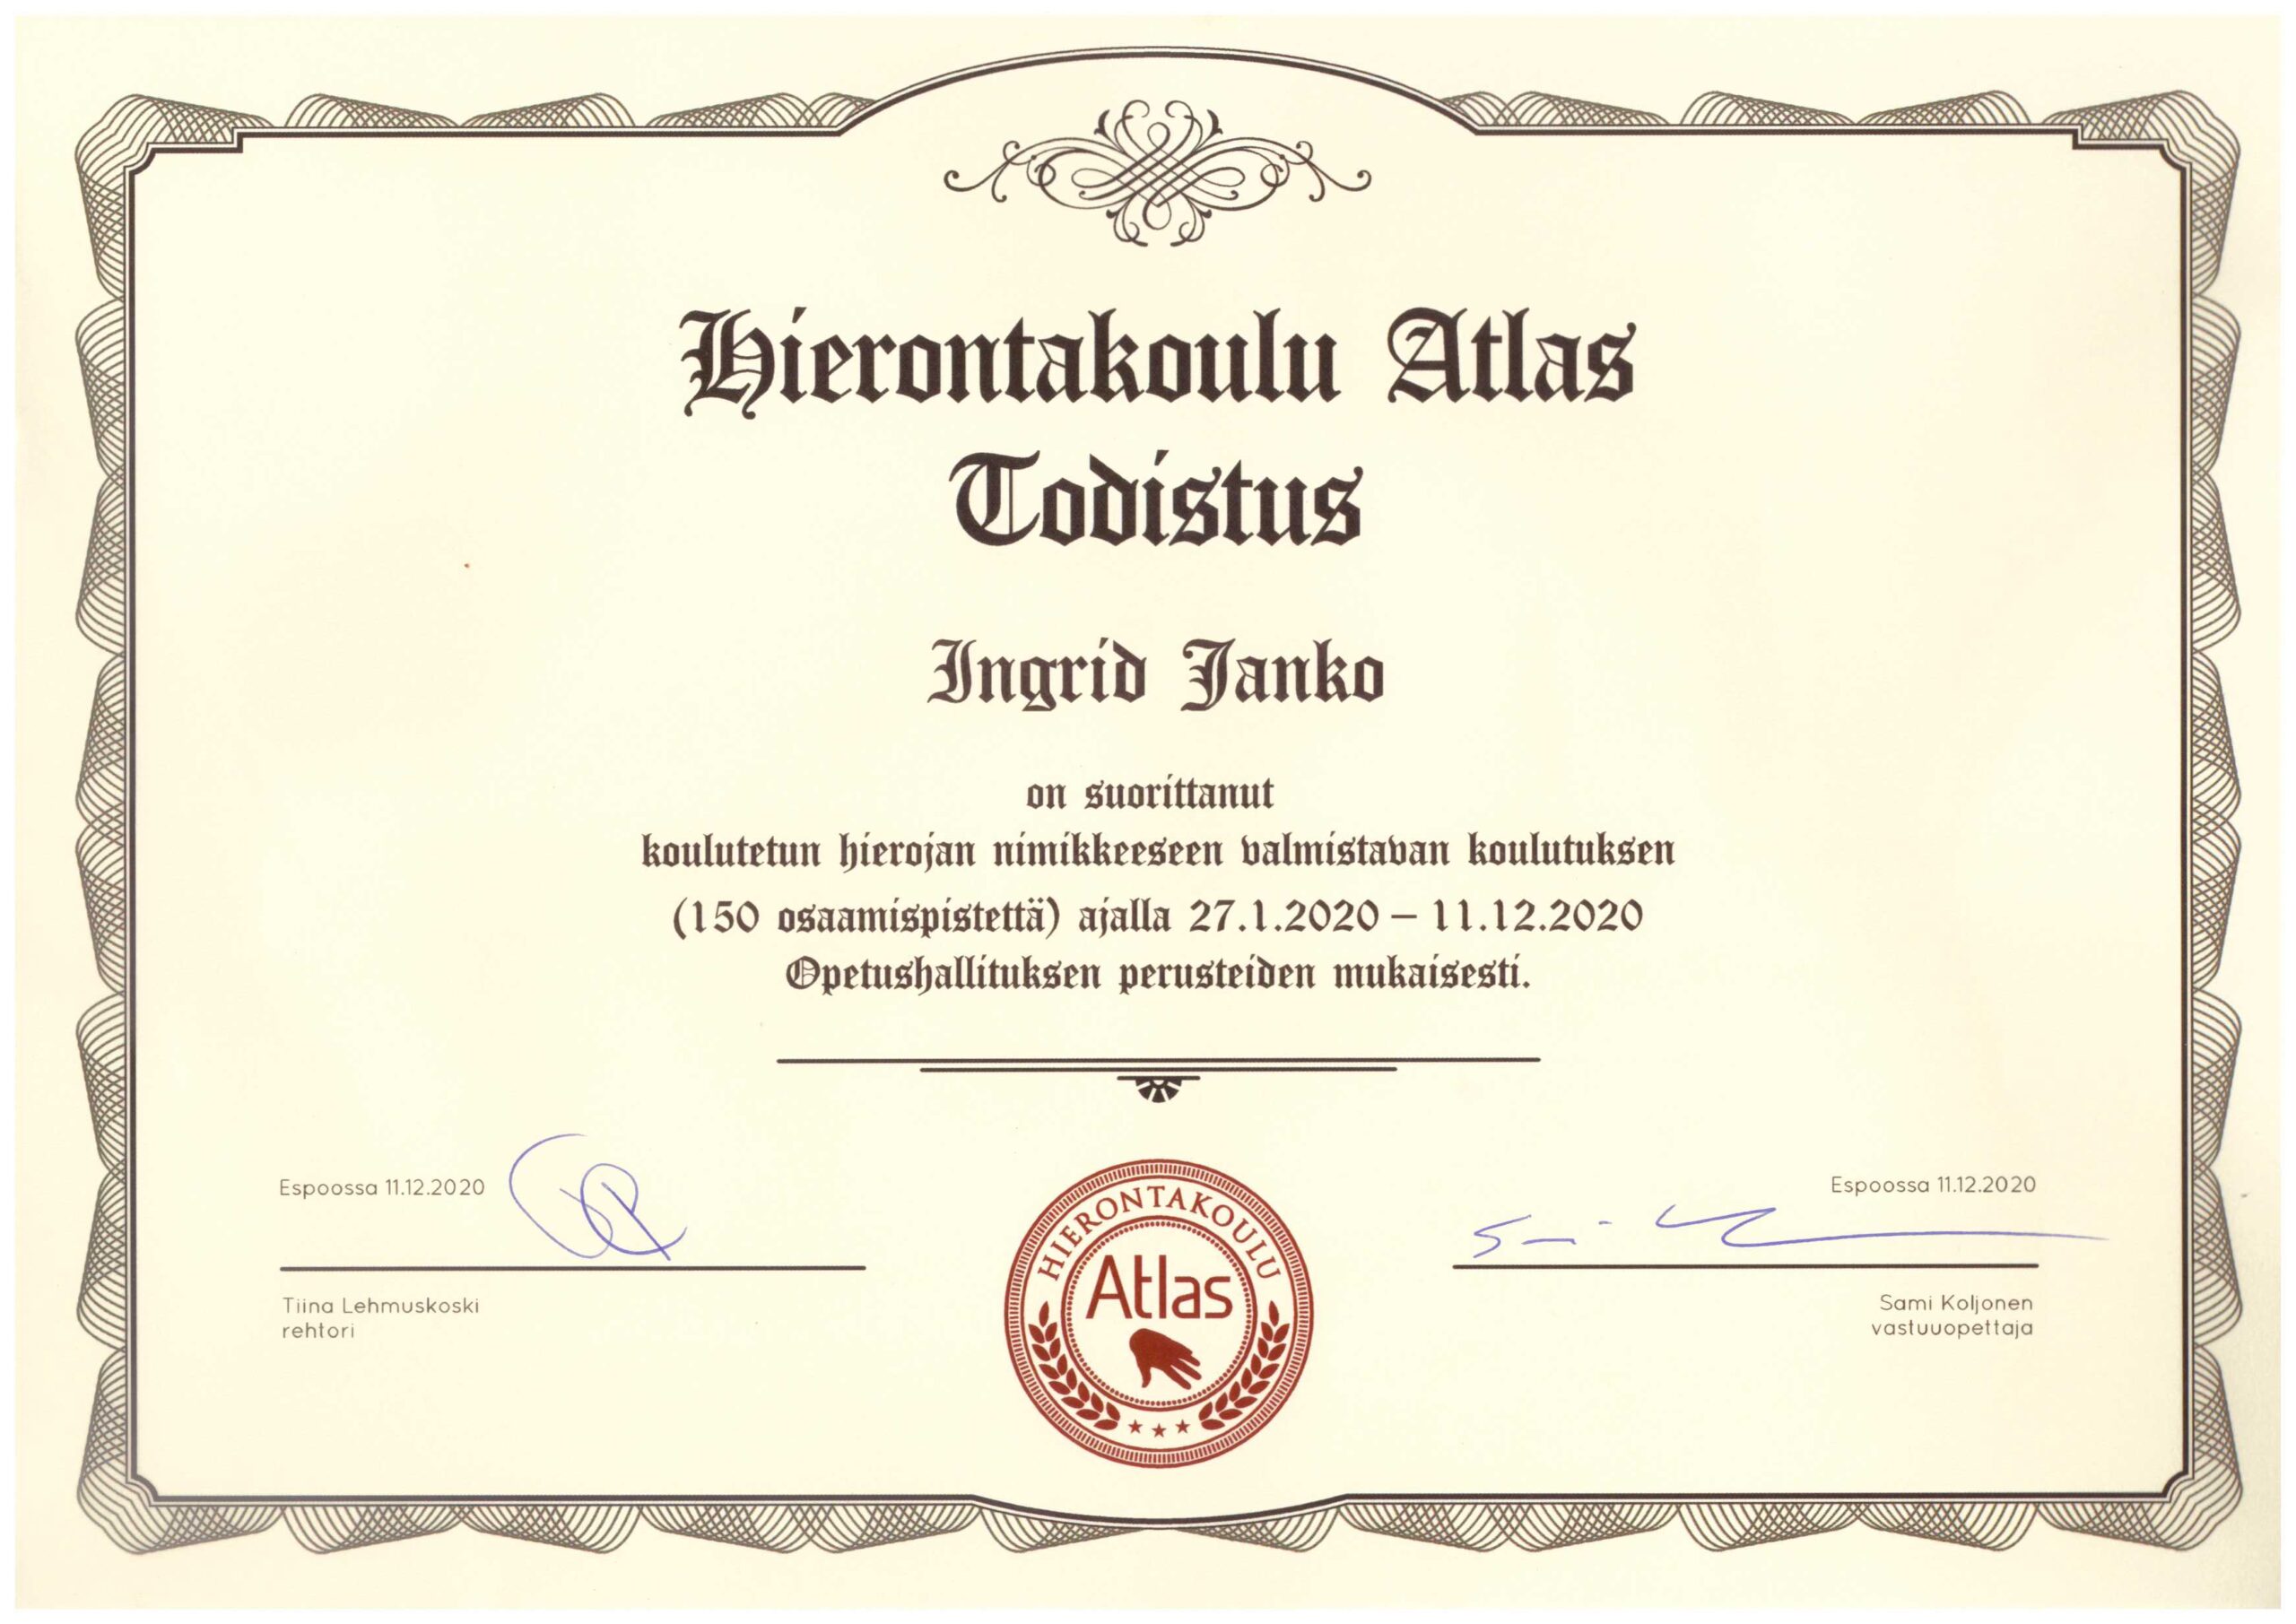 Hierontakoulu Atlas
Todistus
Ingrid Janko
on suorittanut
koulutetun hierojan nimikkeeseen valmistavan koulutuksen
(150 osaamispistettä) ajalla 27.1.2020 – 11.12.2020
Opetushallituksen perusteiden mukaisesti.
Espoossa 11.12.2020
Tiina Lehmuskoski
rehtori
HIERONTAKOULU
Atlas
Espoossa 11.12.2020
Sami Koljonen
vastuuopettaja